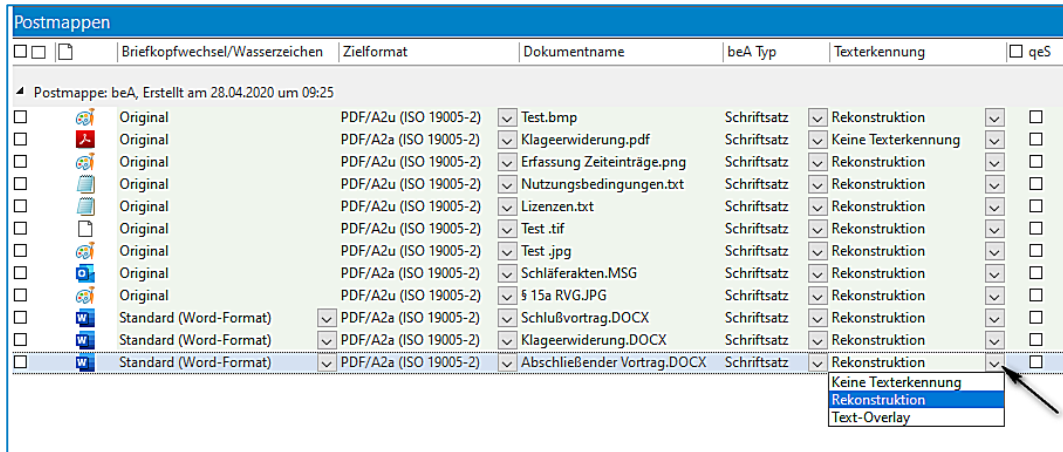 Postmappen
Briefkopfwechsel/Wasserzeichen Zielformat Dokumentname beA Typ Texterkennung qeS
Postmappe: beA, Erstellt am 28.04.2020 um 09:25
Original PDF/A2u (ISO 19005-2) Test.bmp Schriftsatz Rekonstruktion
Original PDF/A2a (ISO 19005-2) Klageerwiderung.pdf Schriftsatz Keine Texterkennung
Original PDF/A2u (ISO 19005-2) Erfassung Zeiteinträge.png Schriftsatz Rekonstruktion
Original PDF/A2u (ISO 19005-2) Nutzungsbedingungen.txt Schriftsatz Rekonstruktion
Original PDF/A2u (ISO 19005-2) Lizenzen.txt Schriftsatz Rekonstruktion
Original PDF/A2u (ISO 19005-2) Test .tif Schriftsatz Rekonstruktion
Original PDF/A2u (ISO 19005-2) Test .jpg Schriftsatz Rekonstruktion
Original PDF/A2a (ISO 19005-2) Schläferakten.MSG Schriftsatz Rekonstruktion
Original PDF/A2u (ISO 19005-2) § 15a RVG.JPG Schriftsatz Rekonstruktion
Standard (Word-Format) PDF/A2a (ISO 19005-2) Schlußvortrag.DOCX Schriftsatz Rekonstruktion
Standard (Word-Format) PDF/A2a (ISO 19005-2) Klageerwiderung.DOCX Schriftsatz Rekonstruktion
Standard (Word-Format) PDF/A2a (ISO 19005-2) Abschließender Vortrag.DOCX Schriftsatz Rekonstruktion
Keine Texterkennung
Rekonstruktion
Text-Overlay